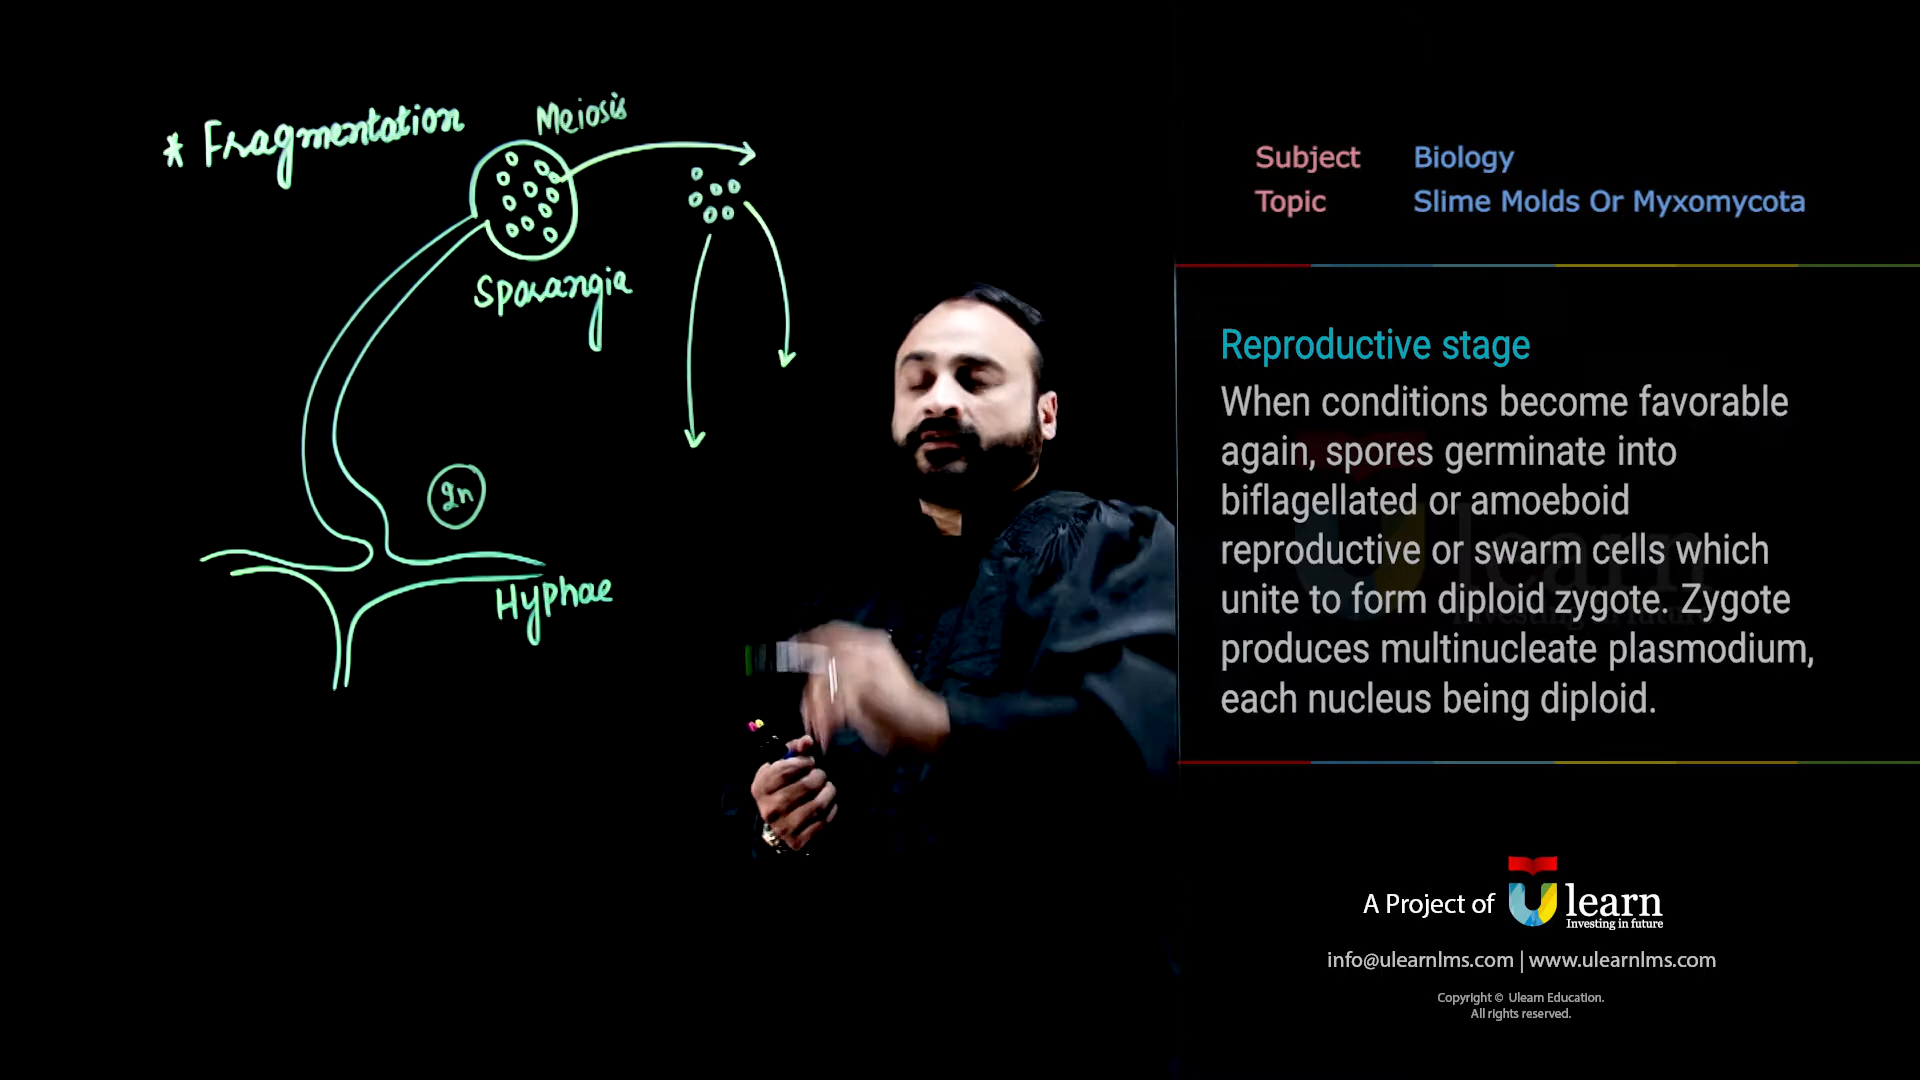 * Fragmentation
Meiosis
Sporangia
2n
Hyphae
Subject Biology
Topic Slime Molds Or Myxomycota
Reproductive stage
When conditions become favorable
again, spores germinate into
biflagellated or amoeboid
reproductive or swarm cells which
unite to form diploid zygote. Zygote
produces multinucleate plasmodium,
each nucleus being diploid.
A Project of Ulearn
Investing in future
info@ulearnlms.com | www.ulearnlms.com
Copyright © Ulearn Education.
All rights reserved.